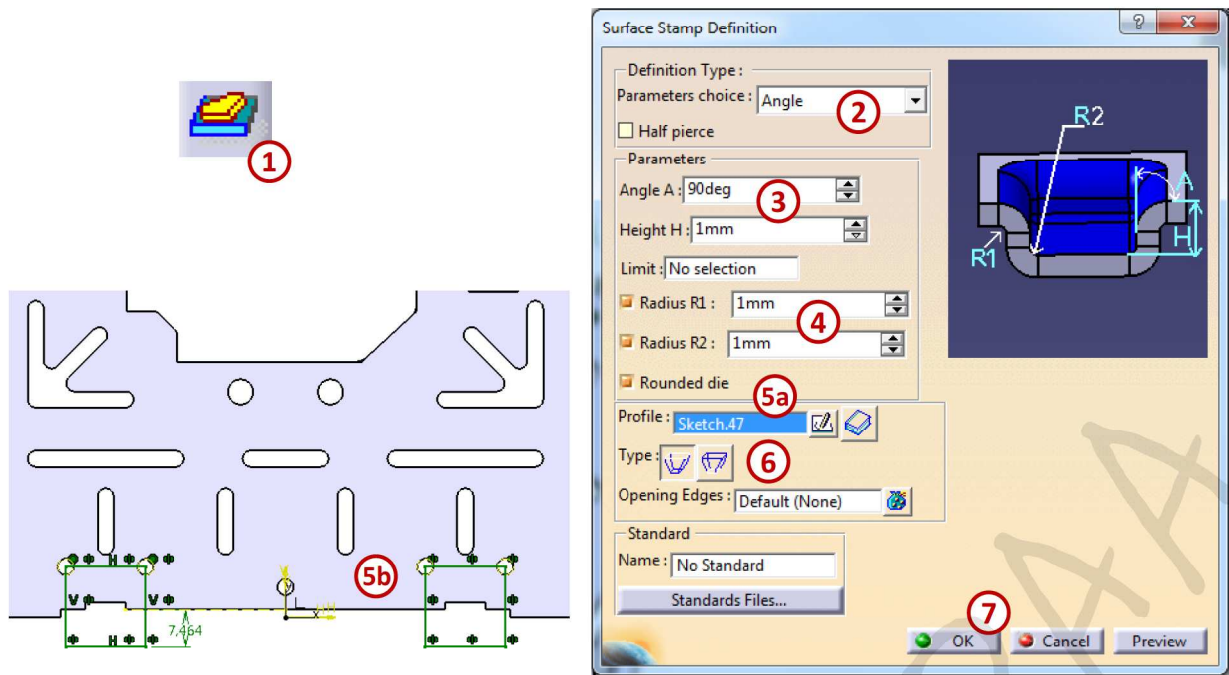 1
5b
H
V
V
H
7,464
Surface Stamp Definition
Definition Type :
Parameters choice : Angle
2
Half pierce
Parameters
Angle A : 90deg
3
Height H : 1mm
Limit : No selection
Radius R1 : 1mm
4
Radius R2 : 1mm
Rounded die
5a
Profile : Sketch.47
Type :
6
Opening Edges : Default (None)
Standard
Name : No Standard
Standards Files...
7
OK
Cancel
Preview
R2
A
H
R1